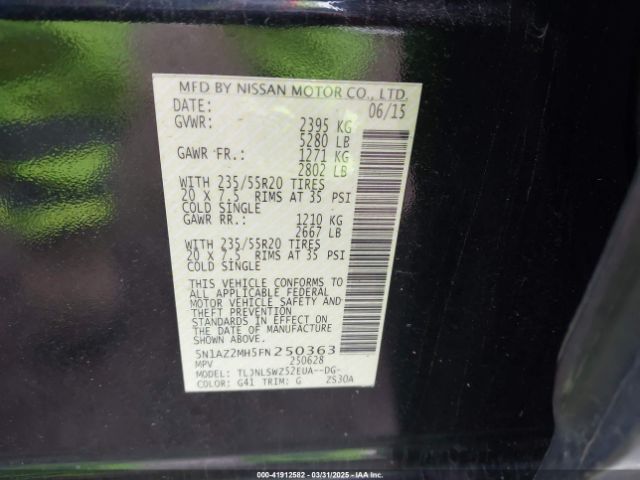 MFD BY NISSAN MOTOR CO., LTD.
DATE: 06/15
GVWR: 2395 KG
5280 LB
GAWR FR.: 1271 KG
2802 LB
WITH 235/55R20 TIRES
20 X 7.5 RIMS AT 35 PSI
COLD SINGLE
GAWR RR.: 1210 KG
2667 LB
WITH 235/55R20 TIRES
20 X 7.5 RIMS AT 35 PSI
COLD SINGLE
THIS VEHICLE CONFORMS TO
ALL APPLICABLE FEDERAL
MOTOR VEHICLE SAFETY AND
THEFT PREVENTION
STANDARDS IN EFFECT ON
THE DATE OF MANUFACTURE
SHOWN ABOVE.
5N1AZ2MH5FN250363
MPV 250628
MODEL: TLJNLSWZ52EUA--DG-
COLOR: G41 TRIM: G ZS30A
000-41912582 - 03/31/2025 - IAAI.COM